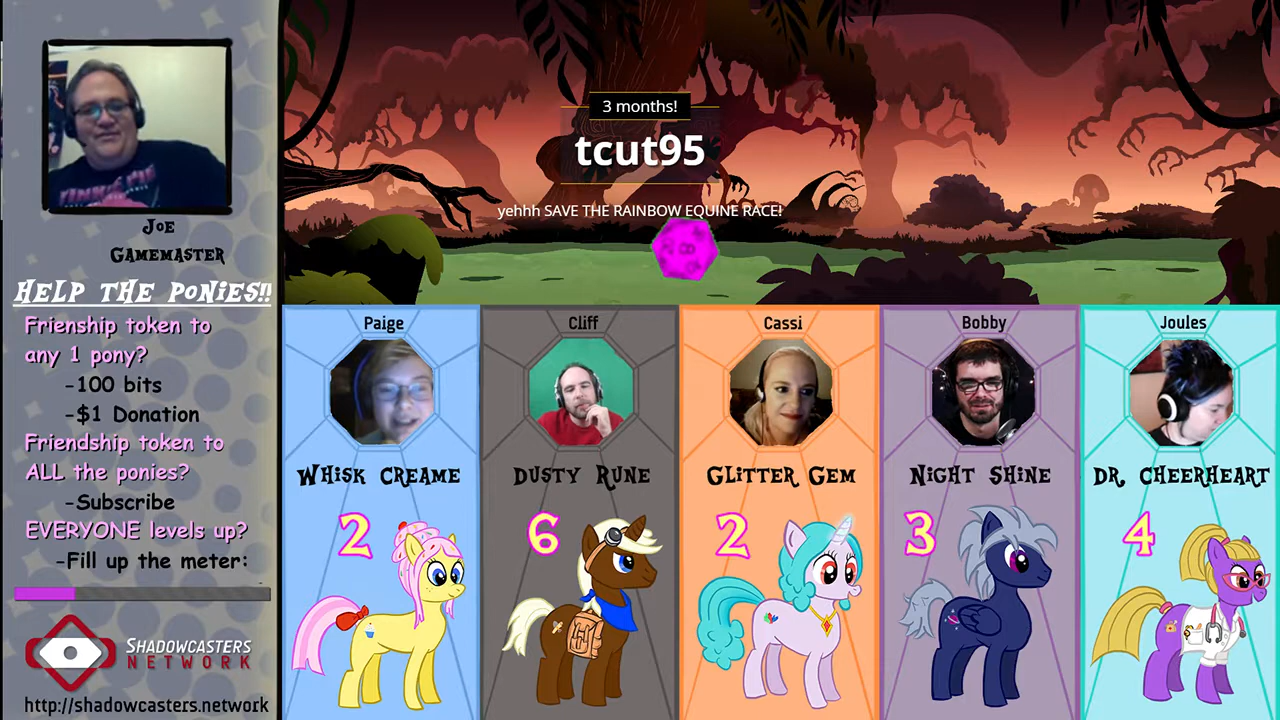 3 months!
tcut95
yehhh SAVE THE RAINBOW EQUINE RACE!
Joe
Gamemaster
HELP THE PONIES!!
Frienship token to
any 1 pony?
-100 bits
-$1 Donation
Friendship token to
ALL the ponies?
-Subscribe
EVERYONE levels up?
-Fill up the meter:
SHADOWCASTERS
NETWORK
http://shadowcasters.network
Paige
Whisk Creame
2
Cliff
Dusty Rune
6
Cassi
Glitter Gem
2
Bobby
Night Shine
3
Joules
Dr. Cheerheart
4